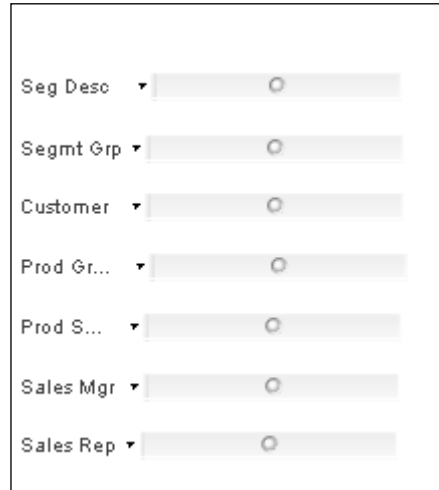 Seg Desc
Segmt Grp
Customer
Prod Gr...
Prod S...
Sales Mgr
Sales Rep